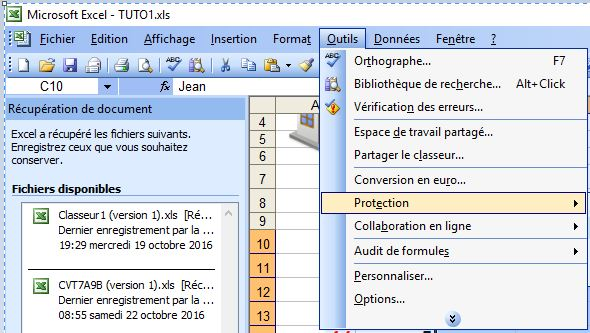 Microsoft Excel - TUTO1.xls
Fichier Edition Affichage Insertion Format Outils Données Fenêtre ?
C10 fx Jean
Récupération de document
Excel a récupéré les fichiers suivants.
Enregistrez ceux que vous souhaitez
conserver.
Fichiers disponibles
Classeur1 (version 1).xls [Réc...
Dernier enregistrement par la ...
19:29 mercredi 19 octobre 2016
CVT7A9B (version 1).xls [Réc...
Dernier enregistrement par la ...
08:55 samedi 22 octobre 2016
A
4
5
6
7
8
9
10
11
12
13
Orthographe... F7
Bibliothèque de recherche... Alt+Click
Vérification des erreurs...
Espace de travail partagé...
Partager le classeur...
Conversion en euro...
Protection
Collaboration en ligne
Audit de formules
Personnaliser...
Options...